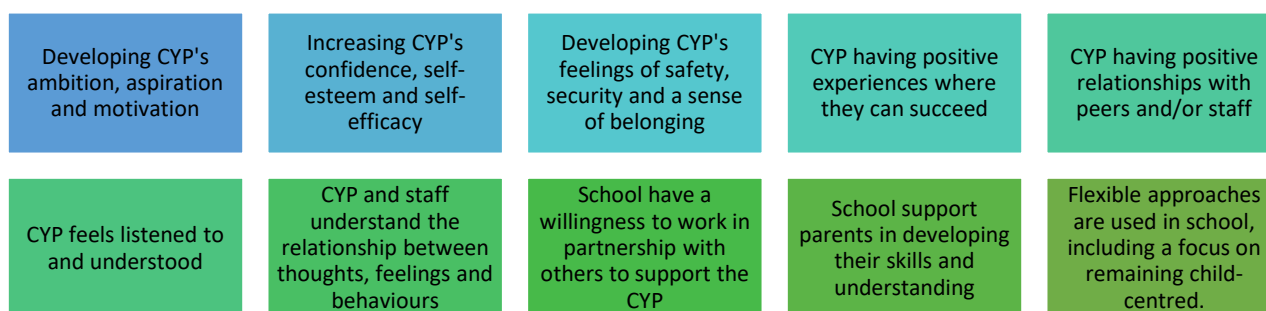 Developing CYP's
ambition, aspiration
and motivation
Increasing CYP's
confidence, self-
esteem and self-
efficacy
Developing CYP's
feelings of safety,
security and a sense
of belonging
CYP having positive
experiences where
they can succeed
CYP having positive
relationships with
peers and/or staff
CYP feels listened to
and understood
CYP and staff
understand the
relationship between
thoughts, feelings and
behaviours
School have a
willingness to work in
partnership with
others to support the
CYP
School support
parents in developing
their skills and
understanding
Flexible approaches
are used in school,
including a focus on
remaining child-
centred.